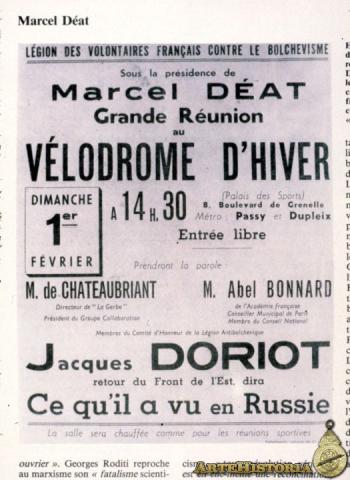 Marcel Déat
LÉGION DES VOLONTAIRES FRANÇAIS CONTRE LE BOLCHEVISME
Sous la présidence de
Marcel DÉAT
Grande Réunion
au
VÉLODROME D'HIVER
DIMANCHE
1er
FÉVRIER
A 14 H. 30
(Palais des Sports)
8, Boulevard de Grenelle
Métro : Passy et Dupleix
Entrée libre
Prendront la parole :
M. de CHATEAUBRIANT
Directeur de "La Gerbe"
Président du Groupe Collaboration
M. Abel BONNARD
de l'Académie Française
Conseiller Municipal de Paris
Membre du Conseil National
Membres du Comité d'Honneur de la Légion Antibolchévique
Jacques DORIOT
retour du Front de l'Est, dira
Ce qu'il a vu en Russie
La salle sera chauffée comme pour les réunions sportives
ouvrier ». Georges Roditi reproche
au marxisme son « fatalisme scienti-
ARTEHISTORIA